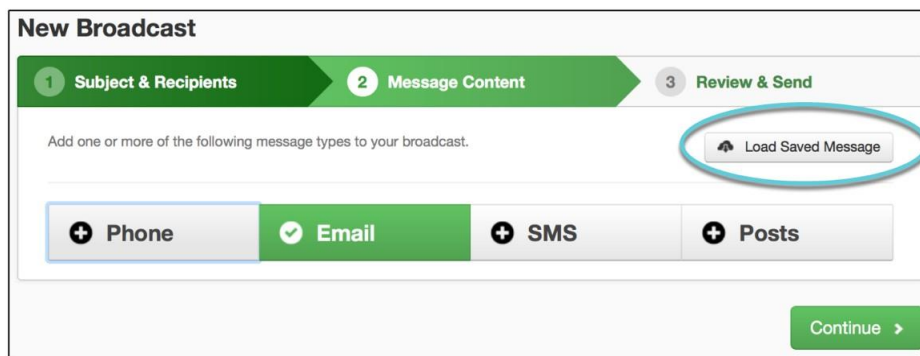 New Broadcast
1 Subject & Recipients 2 Message Content 3 Review & Send
Add one or more of the following message types to your broadcast.
Load Saved Message
Phone Email SMS Posts
Continue